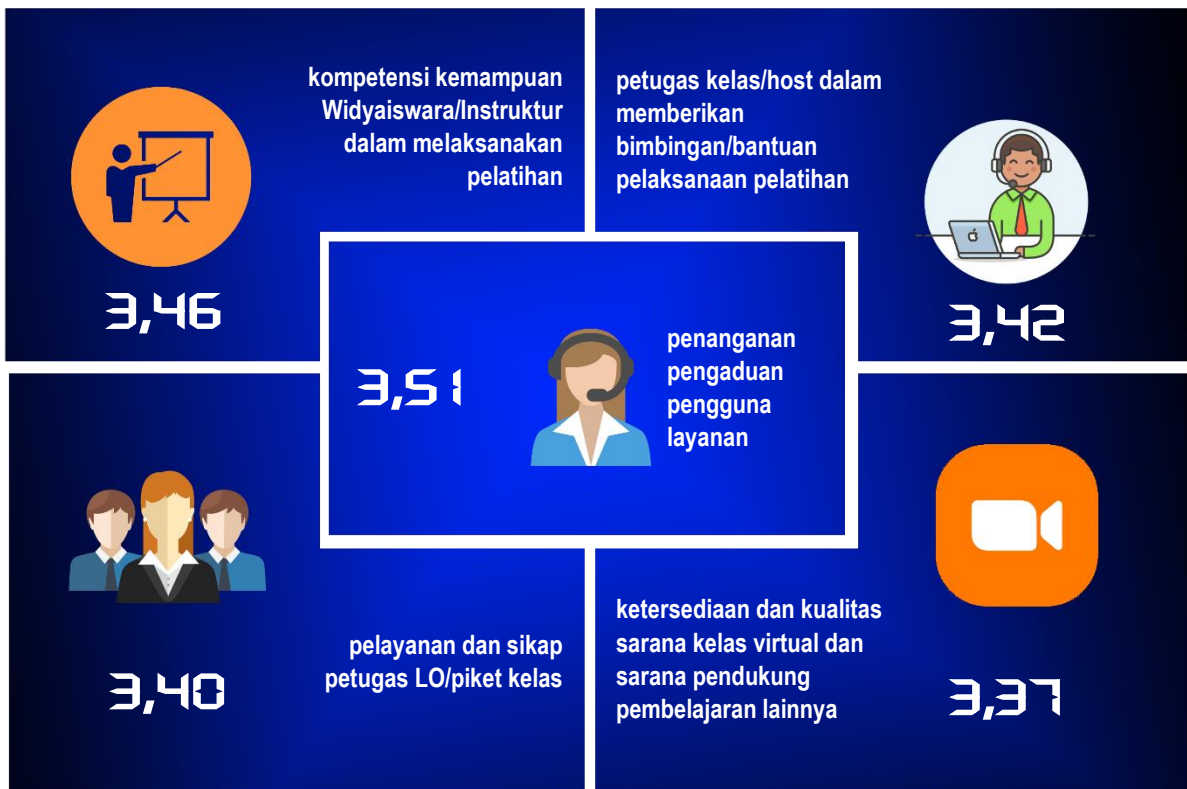 kompetensi kemampuan
Widyaiswara/Instruktur
dalam melaksanakan
pelatihan
3,46
petugas kelas/host dalam
memberikan
bimbingan/bantuan
pelaksanaan pelatihan
3,42
3,51
penanganan
pengaduan
pengguna
layanan
pelayanan dan sikap
petugas LO/piket kelas
3,40
ketersediaan dan kualitas
sarana kelas virtual dan
sarana pendukung
pembelajaran lainnya
3,37